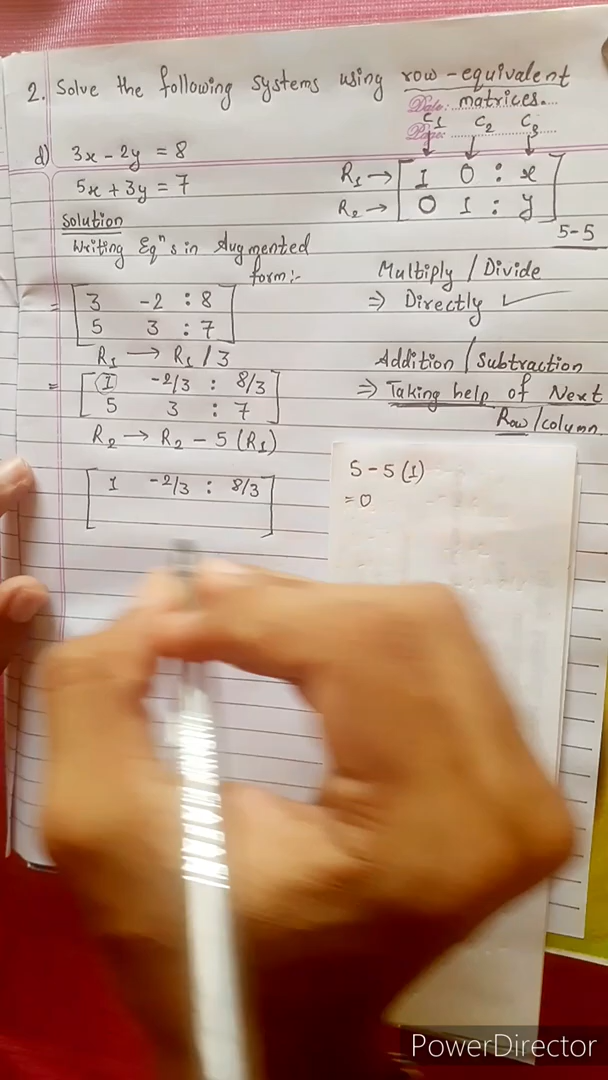 2. Solve the following systems using row-equivalent
Date: matrices.
Page:
C1 C2 C3
d) 3x - 2y = 8
5x + 3y = 7
R1 → [ 1 0 : x ]
R2 → [ 0 1 : y ]
5-5
Solution
Writing Eqⁿs in Augmented
form:-
= [ 3 -2 : 8 ]
[ 5 3 : 7 ]
R1 → R1 / 3
= [ 1 -2/3 : 8/3 ]
[ 5 3 : 7 ]
R2 → R2 - 5 (R1)
[ 1 -2/3 : 8/3 ]
Multiply / Divide
⇒ Directly ✓
Addition / Subtraction
⇒ Taking help of Next
Row/column
5 - 5 (1)
= 0
PowerDirector